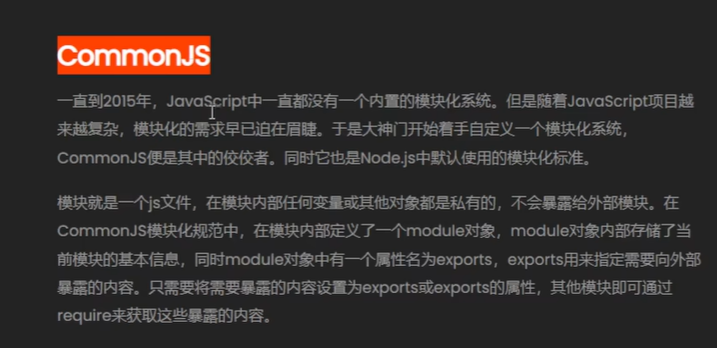 CommonJS
一直到2015年，JavaScript中一直都没有一个内置的模块化系统。但是随着JavaScript项目越
来越复杂，模块化的需求早已迫在眉睫。于是大神门开始着手自定义一个模块化系统，
CommonJS便是其中的佼佼者。同时它也是Node.js中默认使用的模块化标准。
模块就是一个js文件，在模块内部任何变量或其他对象都是私有的，不会暴露给外部模块。在
CommonJS模块化规范中，在模块内部定义了一个module对象，module对象内部存储了当
前模块的基本信息，同时module对象中有一个属性名为exports，exports用来指定需要向外部
暴露的内容。只需要将需要暴露的内容设置为exports或exports的属性，其他模块即可通过
require来获取这些暴露的内容。